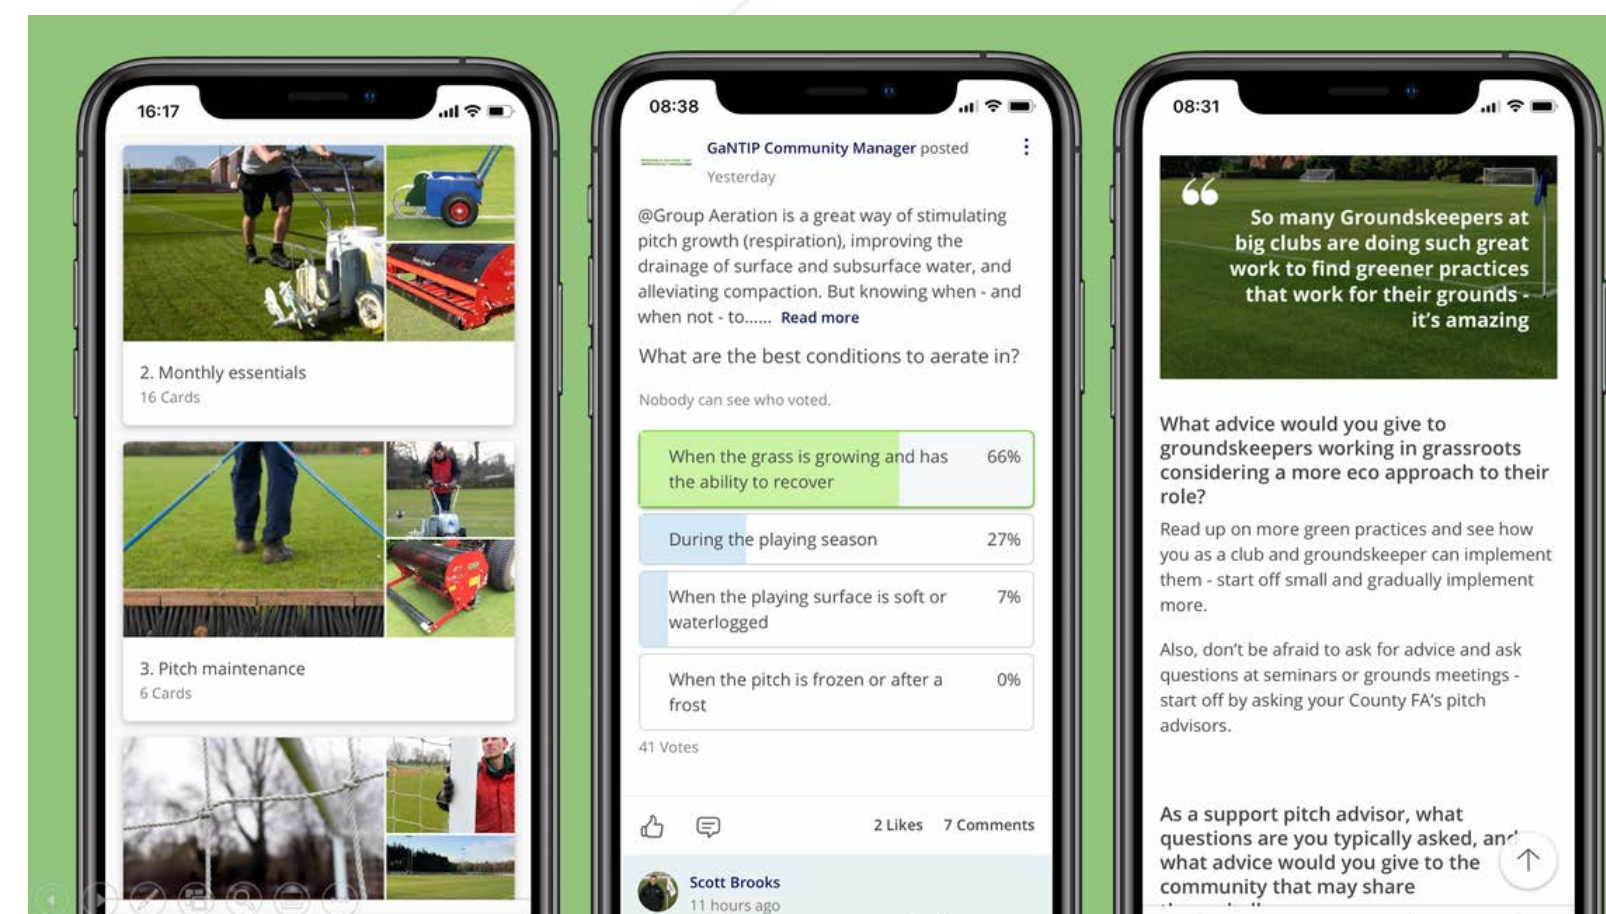 16:17
2. Monthly essentials
16 Cards
3. Pitch maintenance
6 Cards
08:38
GaNTIP Community Manager posted
Yesterday
@Group Aeration is a great way of stimulating
pitch growth (respiration), improving the
drainage of surface and subsurface water, and
alleviating compaction. But knowing when - and
when not - to...... Read more
What are the best conditions to aerate in?
Nobody can see who voted.
When the grass is growing and has 66%
the ability to recover
During the playing season 27%
When the playing surface is soft or 7%
waterlogged
When the pitch is frozen or after a 0%
frost
41 Votes
2 Likes 7 Comments
Scott Brooks
11 hours ago
08:31
So many Groundskeepers at
big clubs are doing such great
work to find greener practices
that work for their grounds -
it's amazing
What advice would you give to
groundskeepers working in grassroots
considering a more eco approach to their
role?
Read up on more green practices and see how
you as a club and groundskeeper can implement
them - start off small and gradually implement
more.
Also, don't be afraid to ask for advice and ask
questions at seminars or grounds meetings -
start off by asking your County FA's pitch
advisors.
As a support pitch advisor, what
questions are you typically asked, and
what advice would you give to the
community that may share